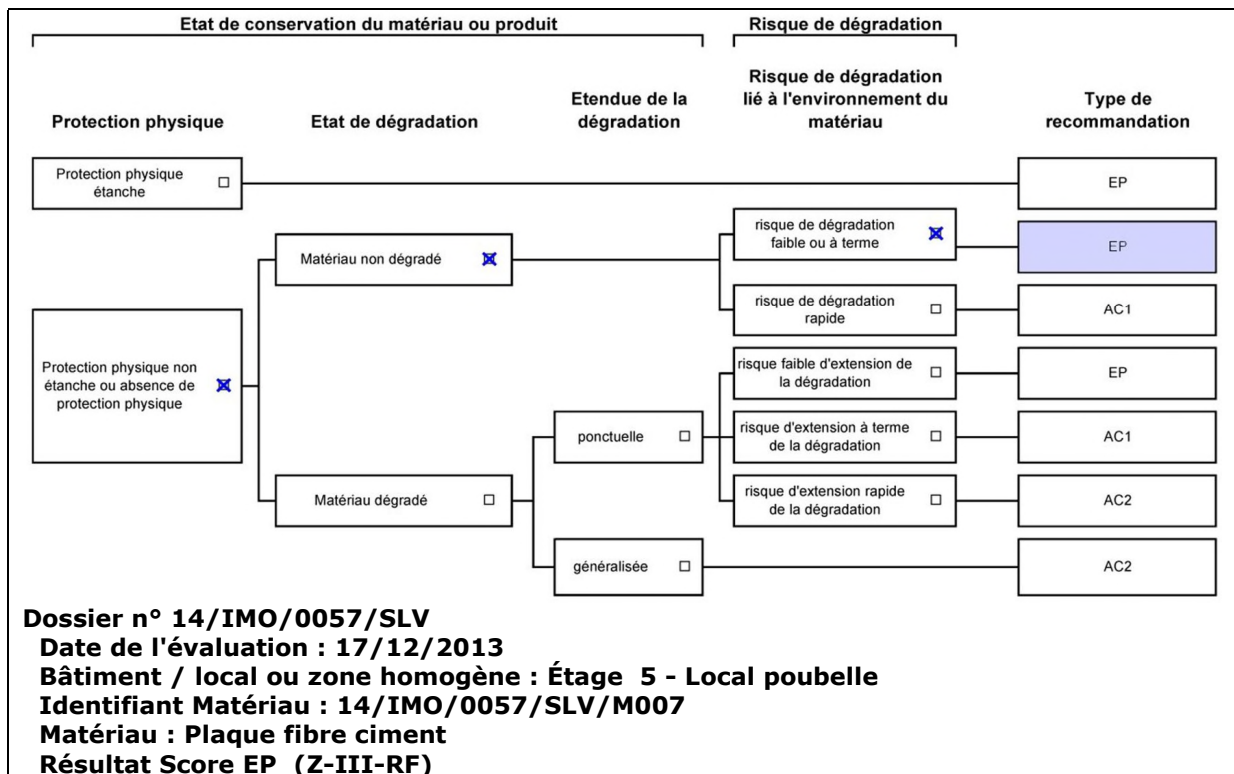 Etat de conservation du matériau ou produit
Risque de dégradation
Protection physique
Etat de dégradation
Etendue de la
dégradation
Risque de dégradation
lié à l'environnement du
matériau
Type de
recommandation
Protection physique
étanche
EP
risque de dégradation
faible ou à terme
EP
Matériau non dégradé
risque de dégradation
rapide
AC1
Protection physique non
étanche ou absence de
protection physique
risque faible d'extension de
la dégradation
EP
ponctuelle
risque d'extension à terme
de la dégradation
AC1
Matériau dégradé
risque d'extension rapide
de la dégradation
AC2
généralisée
AC2
Dossier n° 14/IMO/0057/SLV
Date de l'évaluation : 17/12/2013
Bâtiment / local ou zone homogène : Étage 5 - Local poubelle
Identifiant Matériau : 14/IMO/0057/SLV/M007
Matériau : Plaque fibre ciment
Résultat Score EP (Z-III-RF)